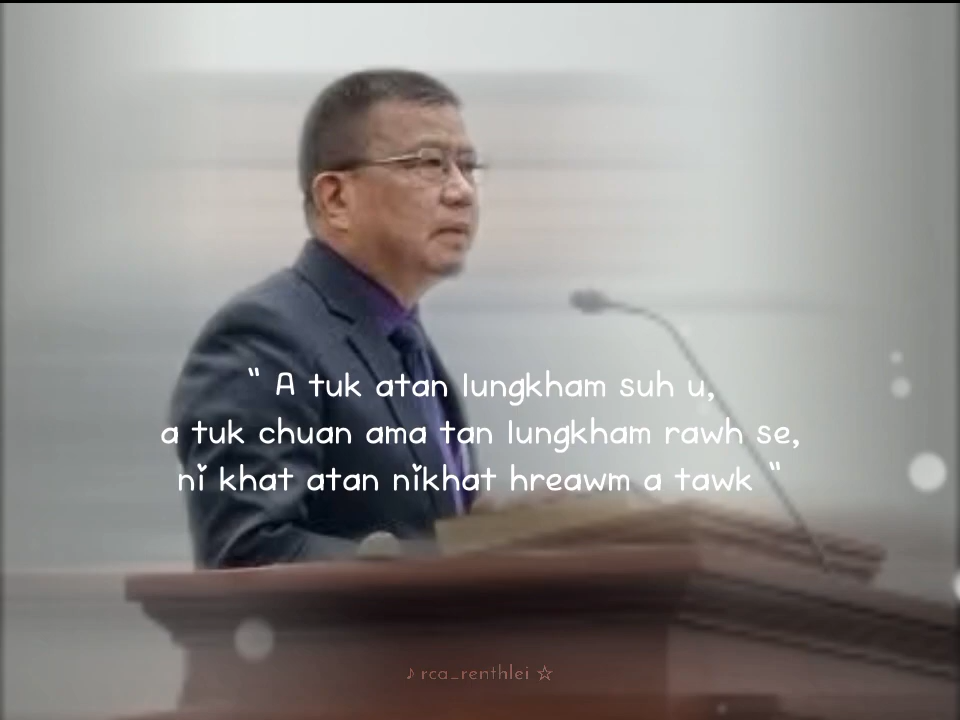 " A tuk atan lungkham suh u,
a tuk chuan ama tan lungkham rawh se,
ni khat atan nikhat hreawm a tawk "
♪ rca_renthlei ☆